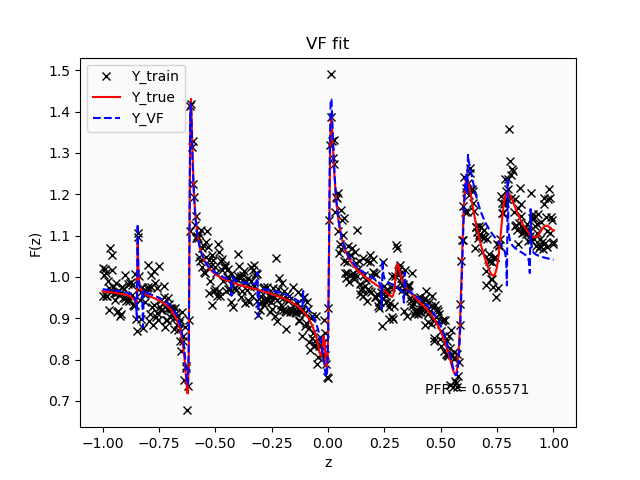 VF fit
Y_train
Y_true
Y_VF
F(z)
1.5
1.4
1.3
1.2
1.1
1.0
0.9
0.8
0.7
PFR = 0.65571
−1.00 −0.75 −0.50 −0.25 0.00 0.25 0.50 0.75 1.00
z